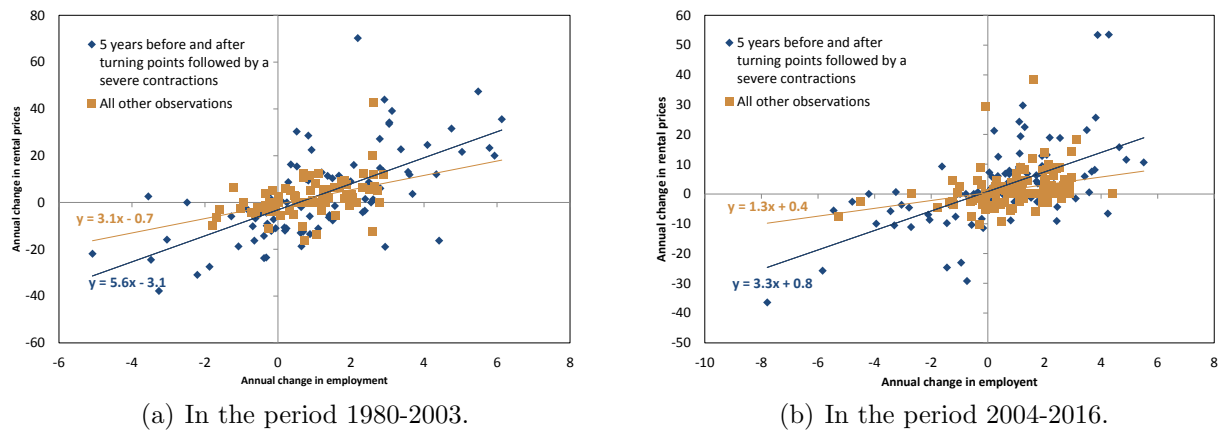 80
60
40
20
0
-20
-40
-60
-6
-4
-2
0
2
4
6
8
Annual change in rental prices
Annual change in employment
5 years before and after
turning points followed by a
severe contractions
All other observations
y = 3.1x - 0.7
y = 5.6x - 3.1
(a) In the period 1980-2003.
60
50
40
30
20
10
0
-10
-20
-30
-40
-50
-10
-8
-6
-4
-2
0
2
4
6
8
Annual change in rental prices
Annual change in employent
5 years before and after
turning points followed by a
severe contractions
All other observations
y = 1.3x + 0.4
y = 3.3x + 0.8
(b) In the period 2004-2016.